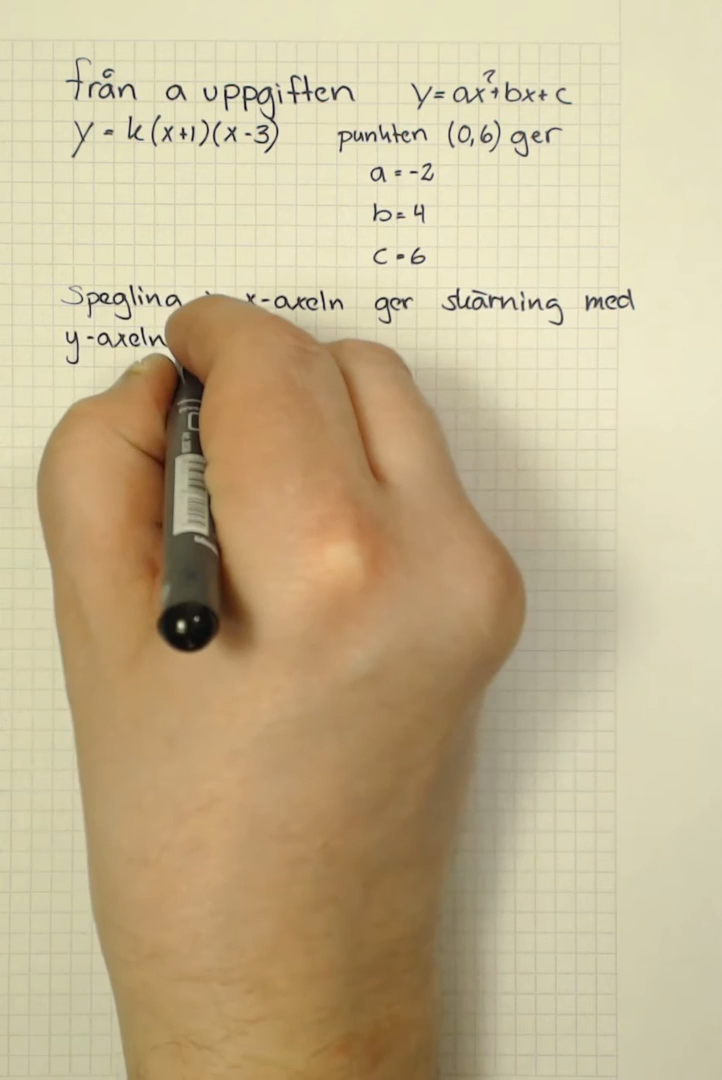 från a uppgiften y=ax²+bx+c
y=k(x+1)(x-3) punkten (0,6) ger
a=-2
b=4
c=6
Spegling x-axeln ger skärning med
y-axeln